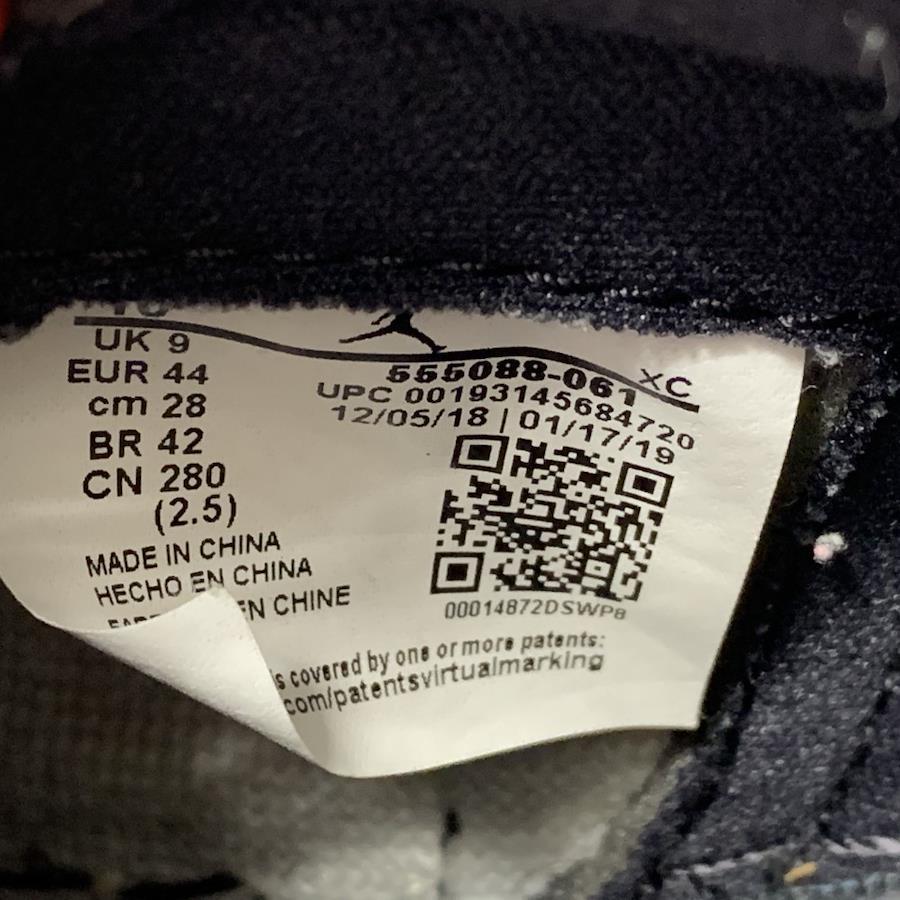 UK 9
EUR 44
cm 28
BR 42
CN 280
(2.5)
MADE IN CHINA
HECHO EN CHINA
EN CHINE
555088-061 XC
UPC 00193145684720
12/05/18 | 01/17/19
00014872DSWP8
covered by one or more patents:
com/patentsvirtualmarking